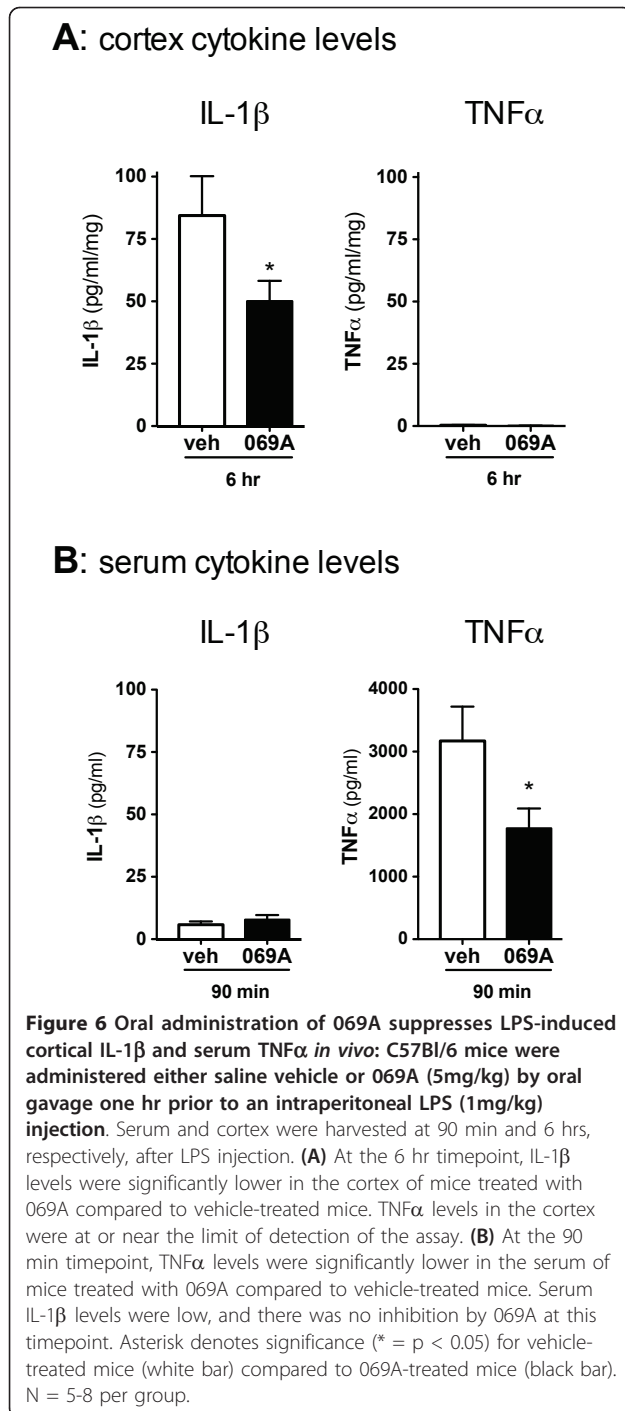 A: cortex cytokine levels
IL-1β
TNFα
100
75
50
25
0
IL-1β (pg/ml/mg)
*
veh 069A
6 hr
100
75
50
25
0
TNFα (pg/ml/mg)
veh 069A
6 hr
B: serum cytokine levels
IL-1β
TNFα
100
75
50
25
0
IL-1β (pg/ml)
veh 069A
90 min
4000
3000
2000
1000
0
TNFα (pg/ml)
*
veh 069A
90 min
Figure 6 Oral administration of 069A suppresses LPS-induced
cortical IL-1β and serum TNFα in vivo: C57Bl/6 mice were
administered either saline vehicle or 069A (5mg/kg) by oral
gavage one hr prior to an intraperitoneal LPS (1mg/kg)
injection. Serum and cortex were harvested at 90 min and 6 hrs,
respectively, after LPS injection. (A) At the 6 hr timepoint, IL-1β
levels were significantly lower in the cortex of mice treated with
069A compared to vehicle-treated mice. TNFα levels in the cortex
were at or near the limit of detection of the assay. (B) At the 90
min timepoint, TNFα levels were significantly lower in the serum of
mice treated with 069A compared to vehicle-treated mice. Serum
IL-1β levels were low, and there was no inhibition by 069A at this
timepoint. Asterisk denotes significance (* = p < 0.05) for vehicle-
treated mice (white bar) compared to 069A-treated mice (black bar).
N = 5-8 per group.